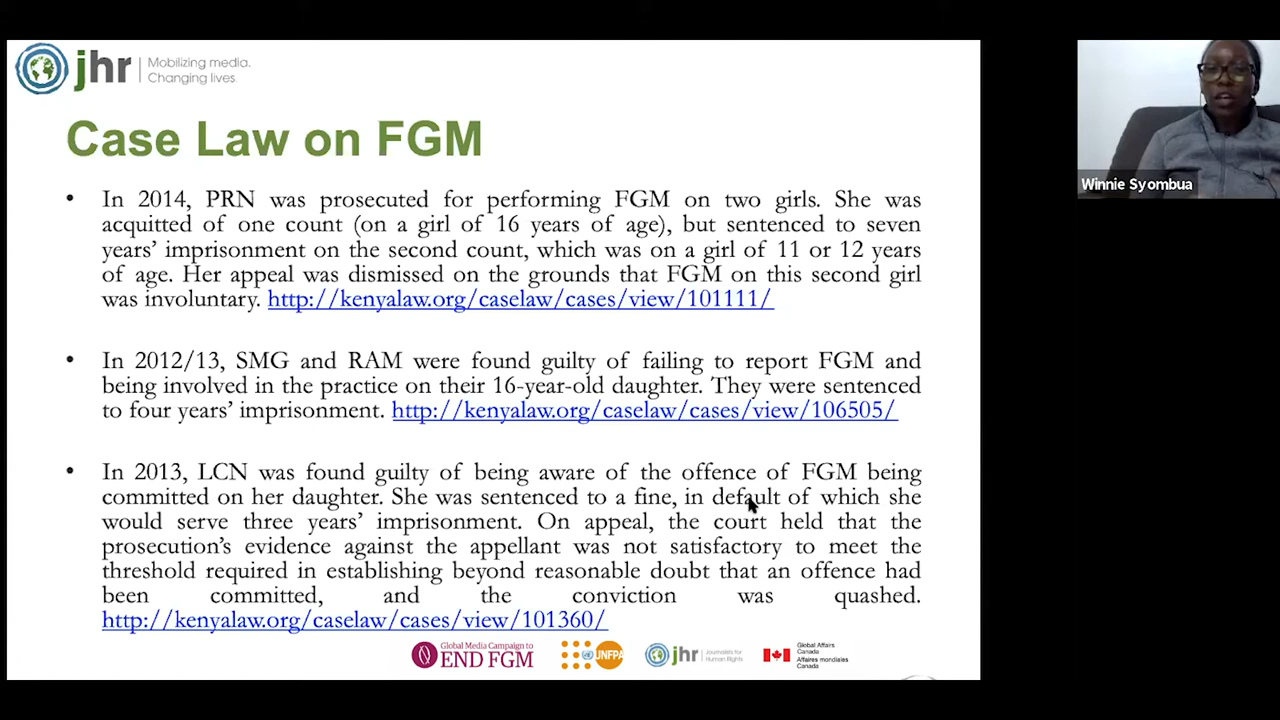 jhr
Mobilizing media.
Changing lives.
Case Law on FGM
• In 2014, PRN was prosecuted for performing FGM on two girls. She was
acquitted of one count (on a girl of 16 years of age), but sentenced to seven
years' imprisonment on the second count, which was on a girl of 11 or 12 years
of age. Her appeal was dismissed on the grounds that FGM on this second girl
was involuntary. http://kenyalaw.org/caselaw/cases/view/101111/
• In 2012/13, SMG and RAM were found guilty of failing to report FGM and
being involved in the practice on their 16-year-old daughter. They were sentenced
to four years' imprisonment. http://kenyalaw.org/caselaw/cases/view/106505/
• In 2013, LCN was found guilty of being aware of the offence of FGM being
committed on her daughter. She was sentenced to a fine, in default of which she
would serve three years' imprisonment. On appeal, the court held that the
prosecution's evidence against the appellant was not satisfactory to meet the
threshold required in establishing beyond reasonable doubt that an offence had
been committed, and the conviction was quashed.
http://kenyalaw.org/caselaw/cases/view/101360/
Global Media Campaign to
END FGM
UNFPA
jhr
Journalists for
Human Rights
Global Affairs
Canada
Affaires mondiales
Canada
Winnie Syombua